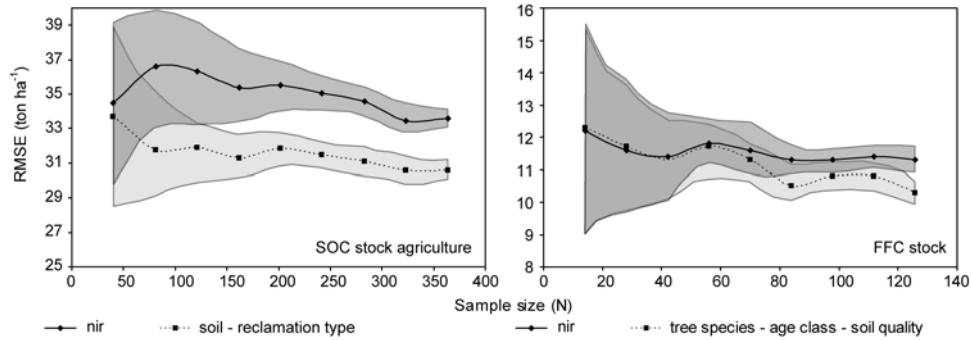 RMSE (ton ha⁻¹)
39
37
35
33
31
29
27
25
0 50 100 150 200 250 300 350 400
SOC stock agriculture
16
15
14
13
12
11
10
9
8
0 20 40 60 80 100 120 140
FFC stock
Sample size (N)
nir soil - reclamation type nir tree species - age class - soil quality